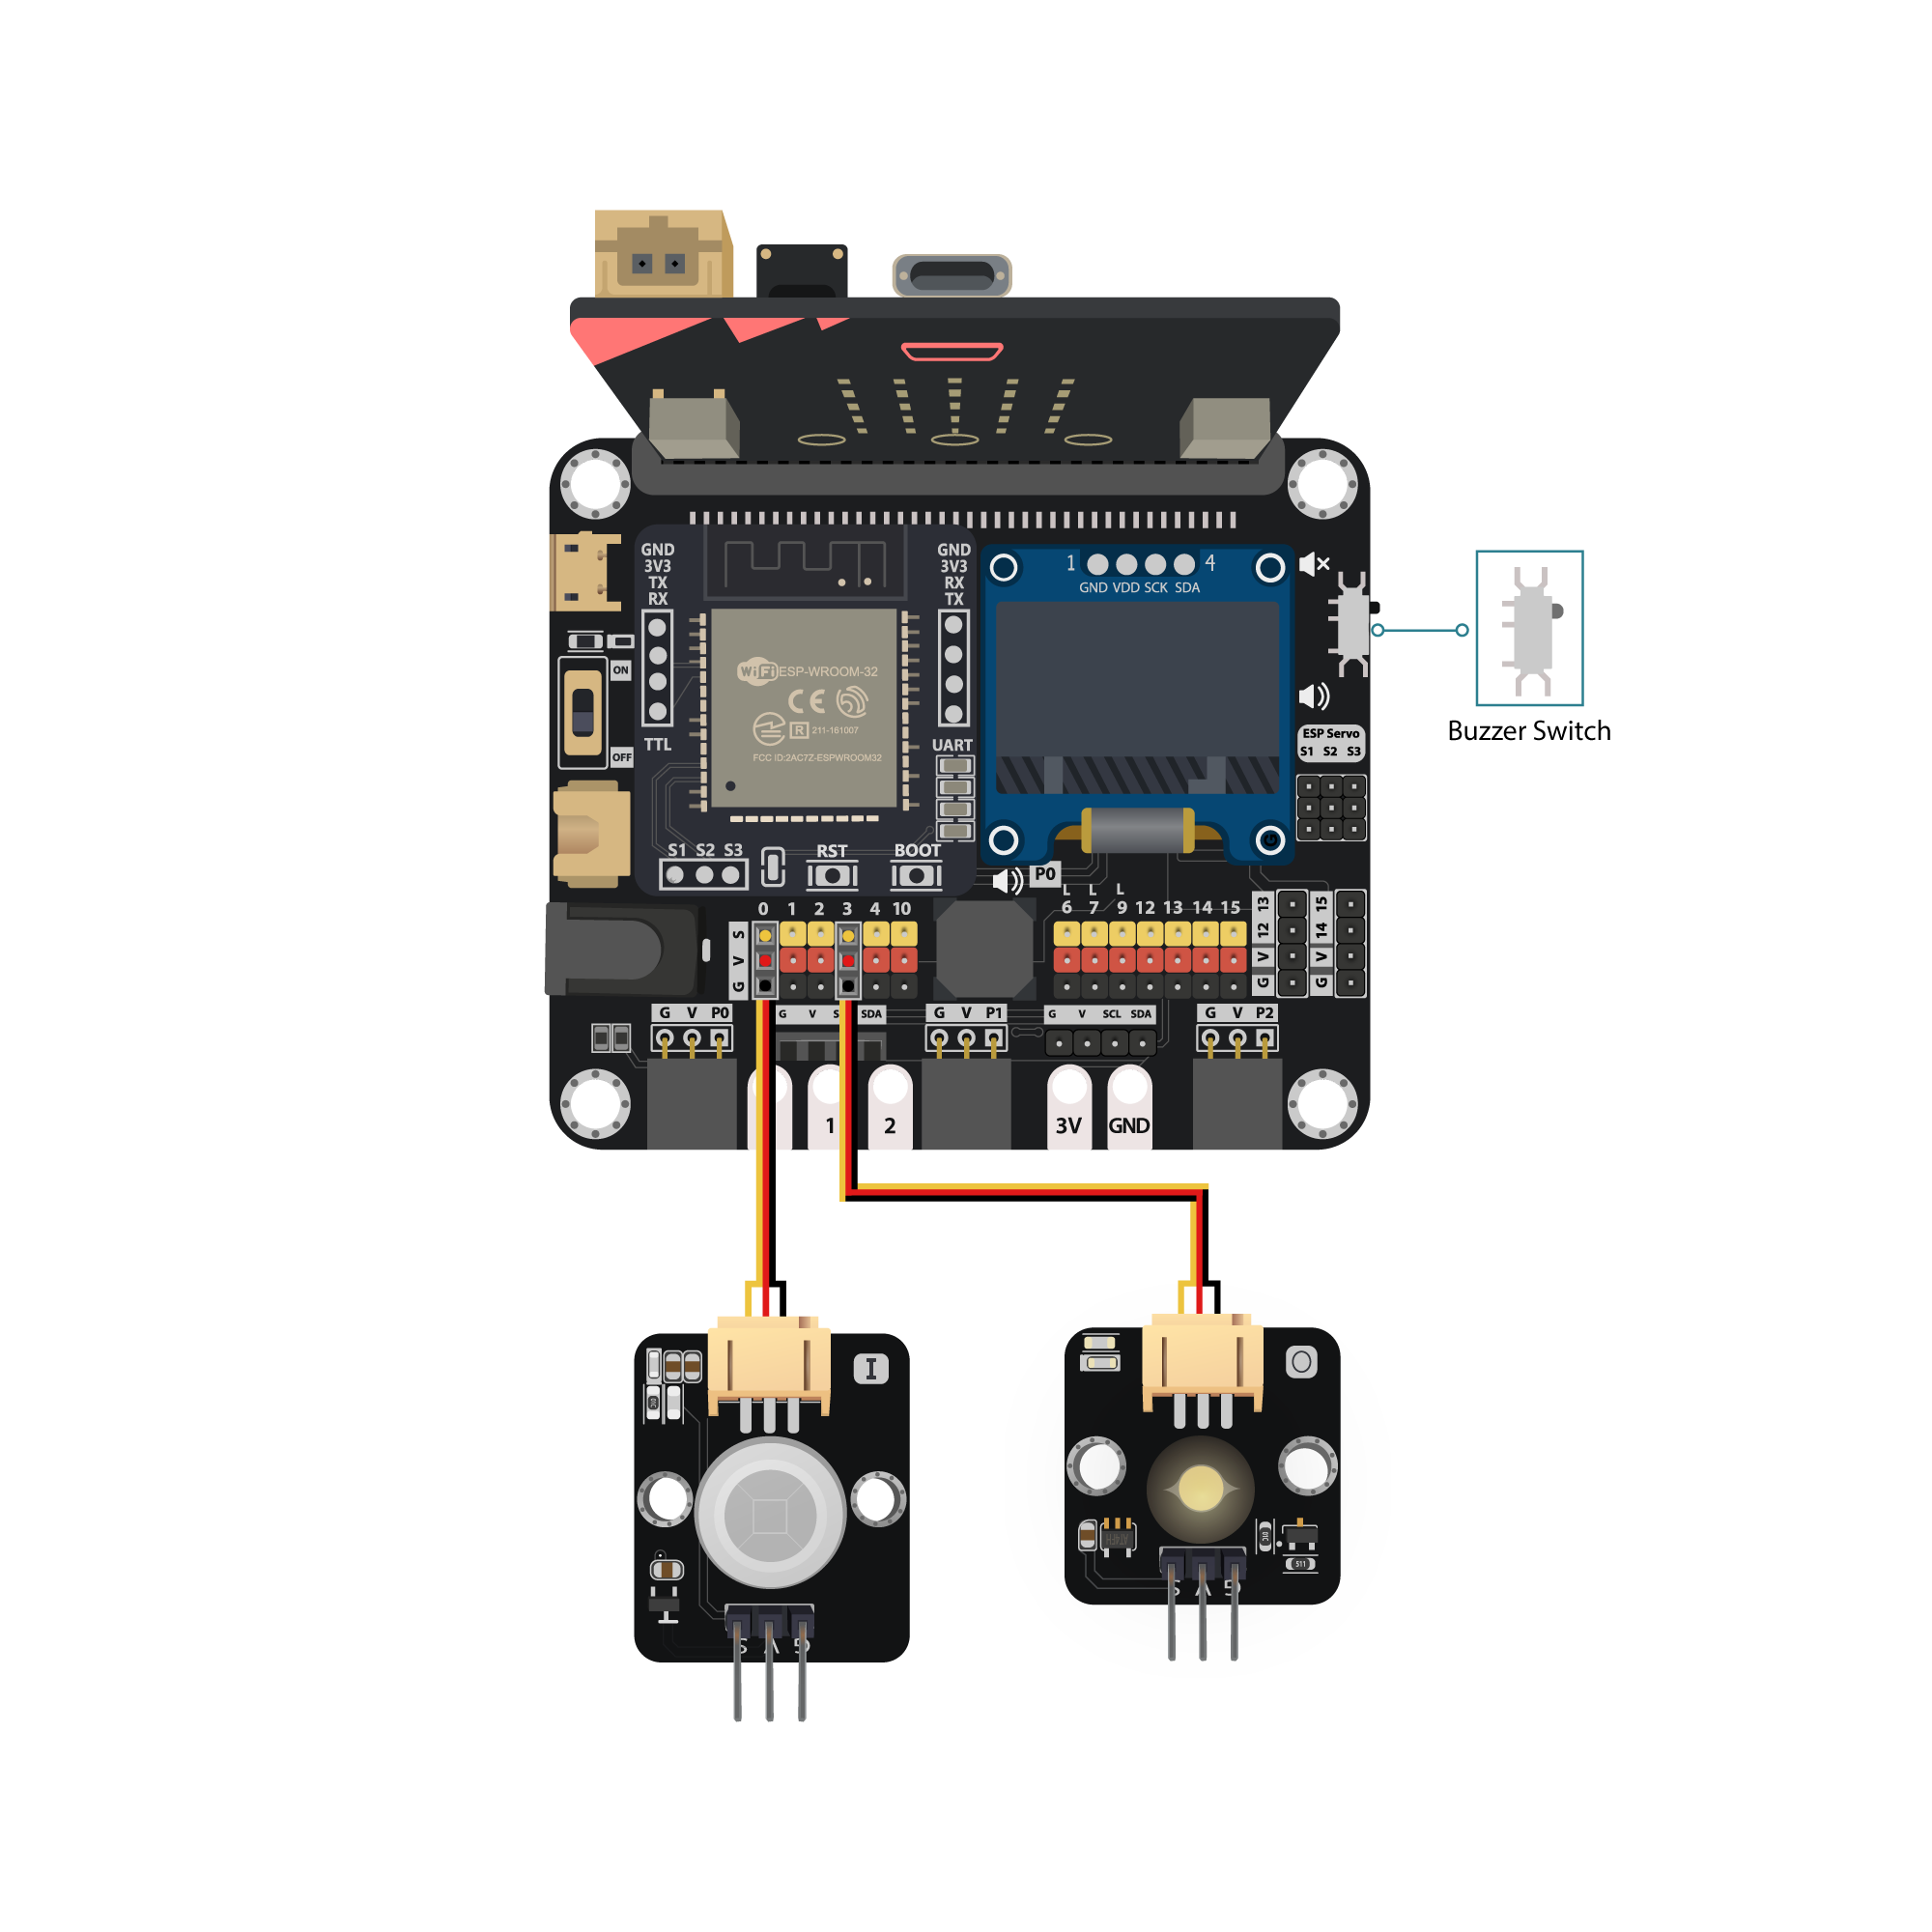 GND
3V3
TX
RX
GND
3V3
RX
TX
1 4
GND VDD SCK SDA
ON
OFF
WiFi ESP-WROOM-32
CE
R 211-161007
FCC ID:2AC7Z-ESPWROOM32
TTL
UART
Buzzer Switch
ESP Servo
S1 S2 S3
S1 S2 S3
RST
BOOT
P0
L L L
0 1 2 3 4 10
6 7 9 12 13 14 15
S
V
G
13
12
V
G
15
14
V
G
G V P0
G V S SDA
G V P1
G V SCL SDA
G V P2
1
2
3V
GND
I
O
S V G
S V G
511